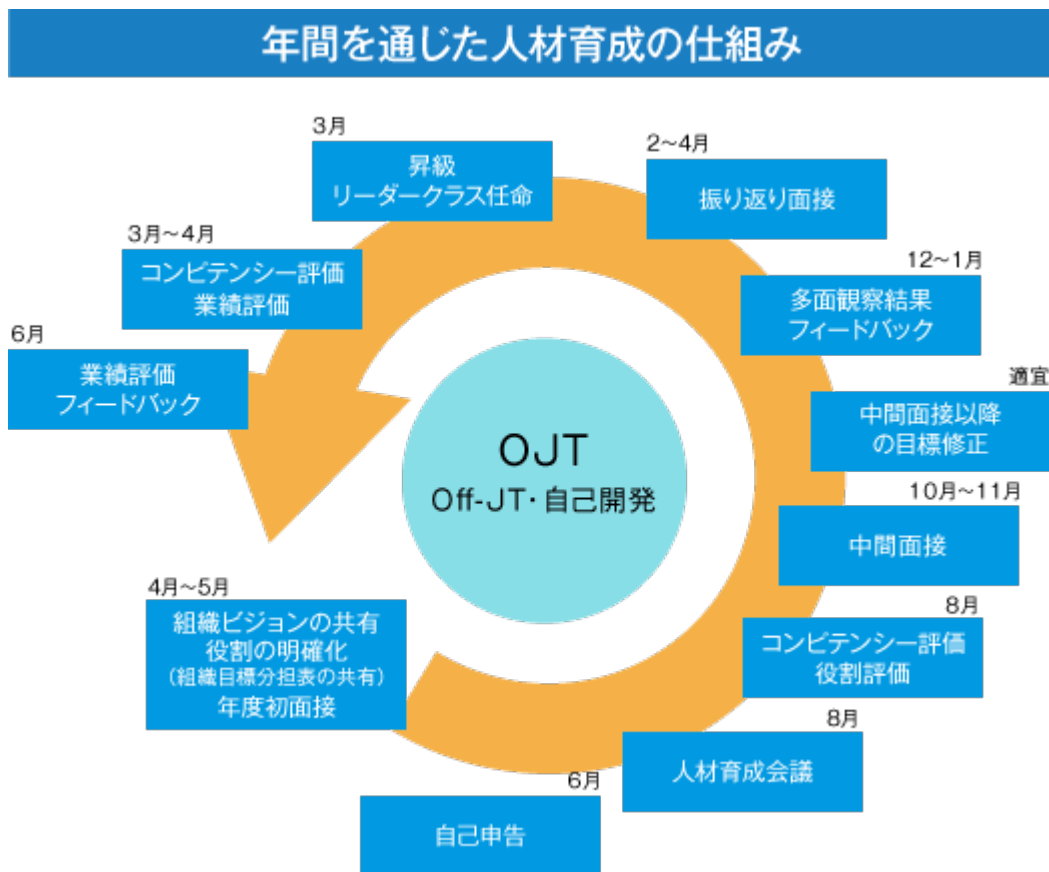 年間を通じた人材育成の仕組み
3月
昇級
リーダークラス任命
2～4月
振り返り面接
3月～4月
コンピテンシー評価
業績評価
12～1月
多面観察結果
フィードバック
6月
業績評価
フィードバック
適宜
中間面接以降
の目標修正
OJT
Off-JT・自己開発
10月～11月
中間面接
4月～5月
組織ビジョンの共有
役割の明確化
（組織目標分担表の共有）
年度初面接
8月
コンピテンシー評価
役割評価
8月
人材育成会議
6月
自己申告